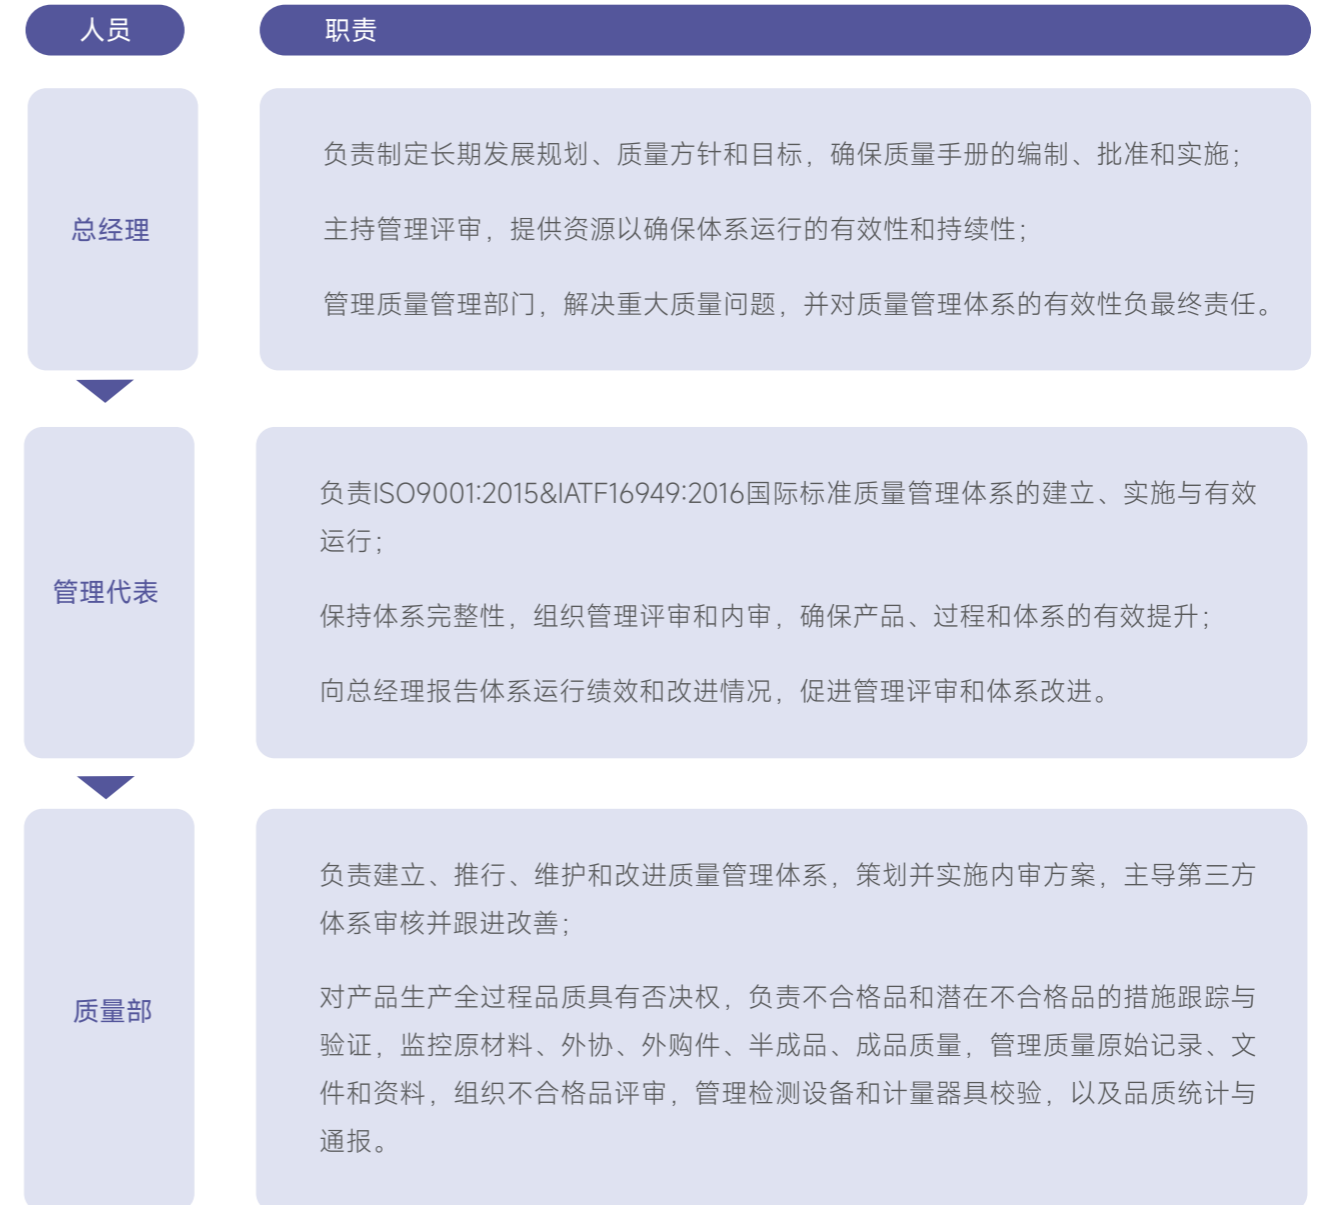 人员
职责
总经理
负责制定长期发展规划、质量方针和目标，确保质量手册的编制、批准和实施；
主持管理评审，提供资源以确保体系运行的有效性和持续性；
管理质量管理部门，解决重大质量问题，并对质量管理体系的有效性负最终责任。
管理代表
负责ISO9001:2015&IATF16949:2016国际标准质量管理体系的建立、实施与有效
运行；
保持体系完整性，组织管理评审和内审，确保产品、过程和体系的有效提升；
向总经理报告体系运行绩效和改进情况，促进管理评审和体系改进。
质量部
负责建立、推行、维护和改进质量管理体系，策划并实施内审方案，主导第三方
体系审核并跟进改善；
对产品生产全过程品质具有否决权，负责不合格品和潜在不合格品的措施跟踪与
验证，监控原材料、外协、外购件、半成品、成品质量，管理质量原始记录、文
件和资料，组织不合格品评审，管理检测设备和计量器具校验，以及品质统计与
通报。